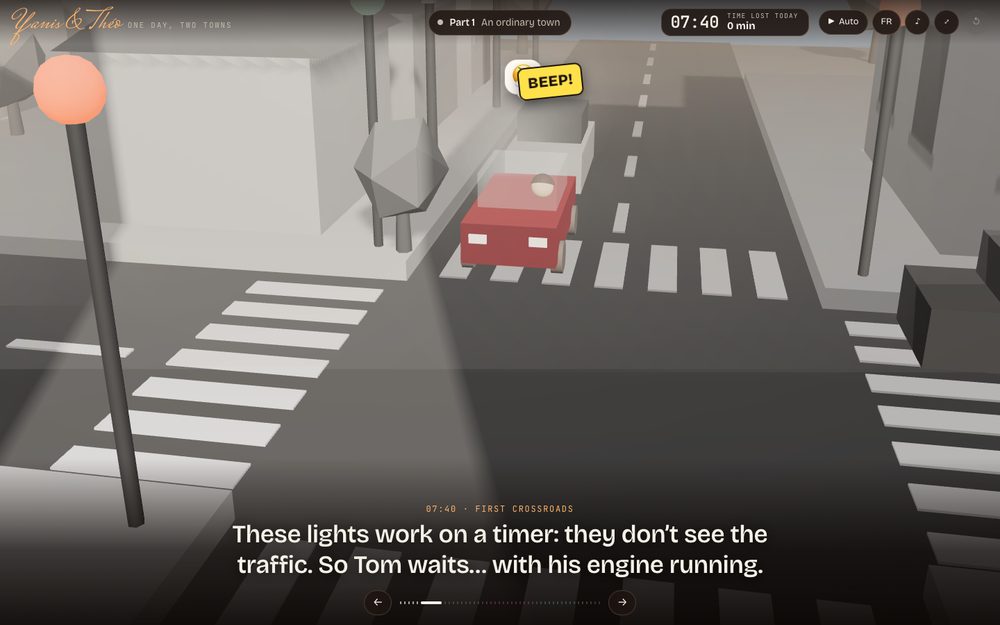 Yanis & Théo ONE DAY, TWO TOWNS
Part 1 An ordinary town
07:40 TIME LOST TODAY
0 min
Auto
FR
BEEP!
07:40 · FIRST CROSSROADS
These lights work on a timer: they don’t see the
traffic. So Tom waits… with his engine running.